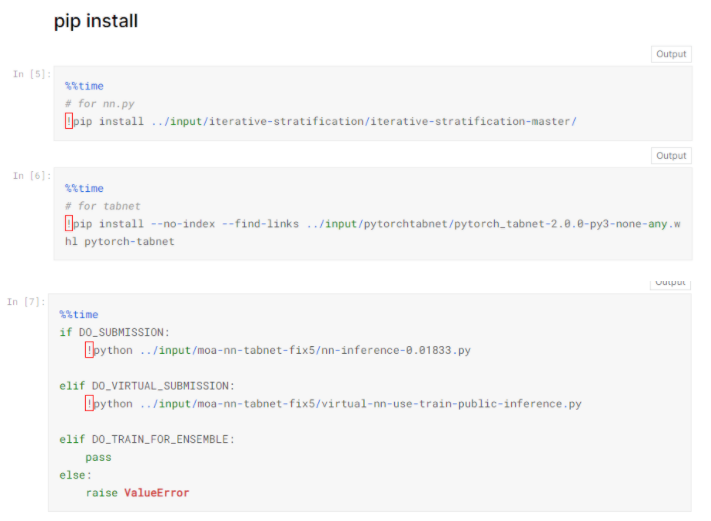 pip install
Output
In [5]:
%%time
# for nn.py
!pip install ../input/iterative-stratification/iterative-stratification-master/
Output
In [6]:
%%time
# for tabnet
!pip install --no-index --find-links ../input/pytorchtabnet/pytorch_tabnet-2.0.0-py3-none-any.w
hl pytorch-tabnet
Output
In [7]:
%%time
if DO_SUBMISSION:
    !python ../input/moa-nn-tabnet-fix5/nn-inference-0.01833.py
elif DO_VIRTUAL_SUBMISSION:
    !python ../input/moa-nn-tabnet-fix5/virtual-nn-use-train-public-inference.py
elif DO_TRAIN_FOR_ENSEMBLE:
    pass
else:
    raise ValueError